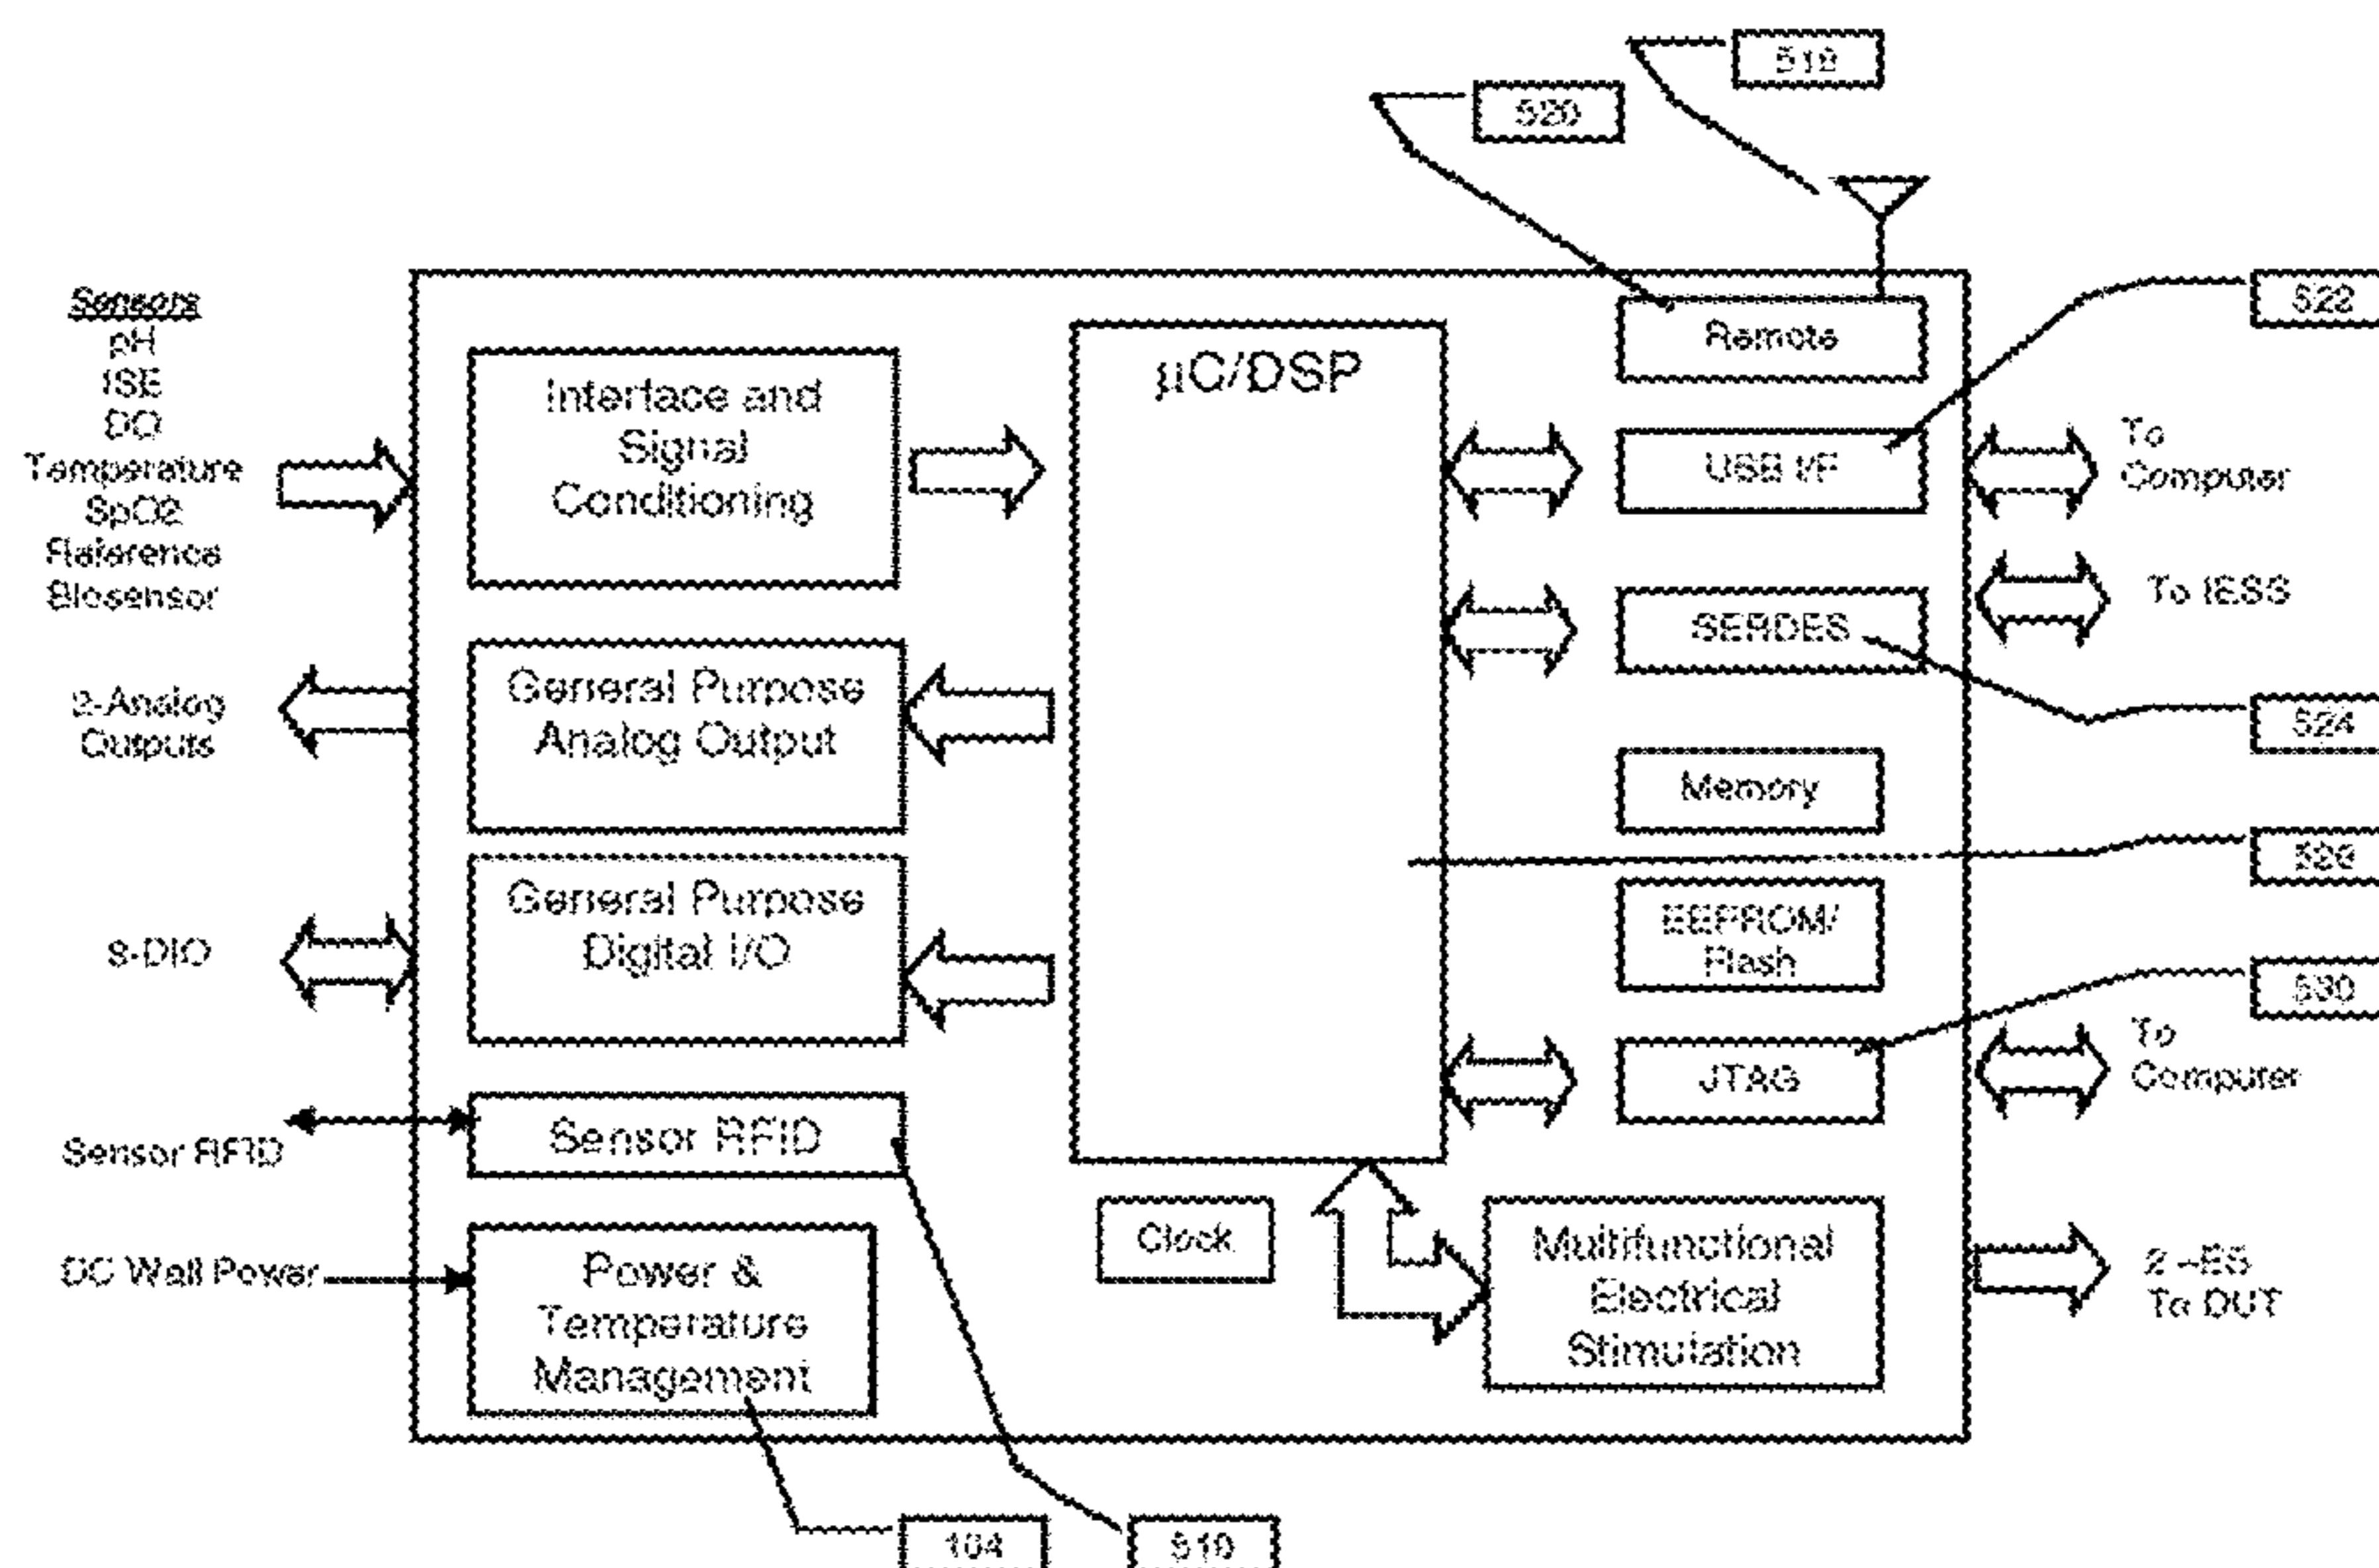 520
Sensors
pH
ISE
DO
Temperature
SpO2
Reference
Biosensor
2-Analog
Outputs
8-DIO
Sensor RFID
DC Wall Power
Interface and
Signal
Conditioning
General Purpose
Analog Output
General Purpose
Digital I/O
Sensor RFID
Power &
Temperature
Management
µC/DSP
Clock
Remote
USB I/F
SERDES
Memory
EEPROM/
Flash
JTAG
Multifunctional
Electrical
Stimulation
522
To
Computer
To IESS
524
530
To
Computer
2 –ES
To DUT
104
510